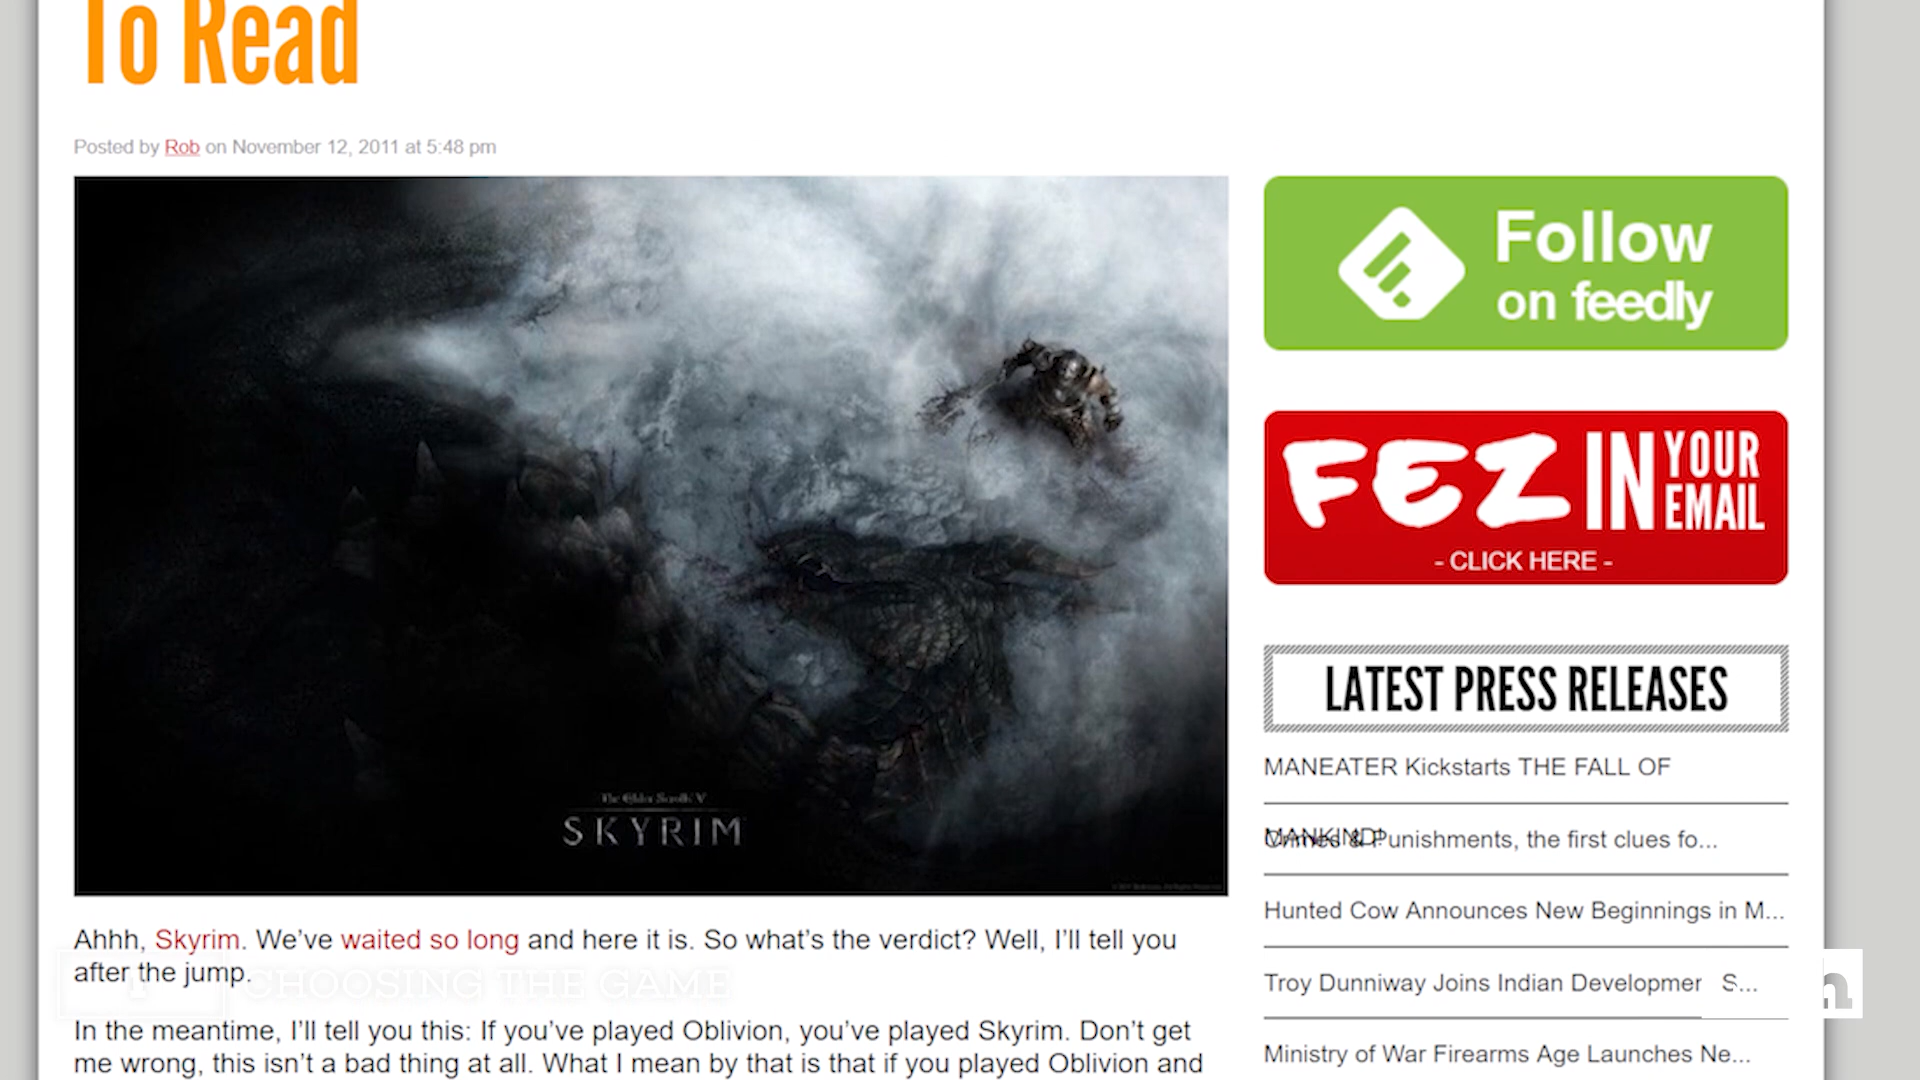 To Read
Posted by Rob on November 12, 2011 at 5:48 pm
The Elder Scrolls V
SKYRIM
Ahhh, Skyrim. We’ve waited so long and here it is. So what’s the verdict? Well, I’ll tell you
after the jump.
1 CHOOSING THE GAME
In the meantime, I’ll tell you this: If you’ve played Oblivion, you’ve played Skyrim. Don’t get
me wrong, this isn’t a bad thing at all. What I mean by that is that if you played Oblivion and
Follow
on feedly
FEZ IN YOUR
EMAIL
- CLICK HERE -
LATEST PRESS RELEASES
MANEATER Kickstarts THE FALL OF
MANKIND!
Crimes & Punishments, the first clues fo...
Hunted Cow Announces New Beginnings in M...
Troy Dunniway Joins Indian Developmer S...
Ministry of War Firearms Age Launches Ne...